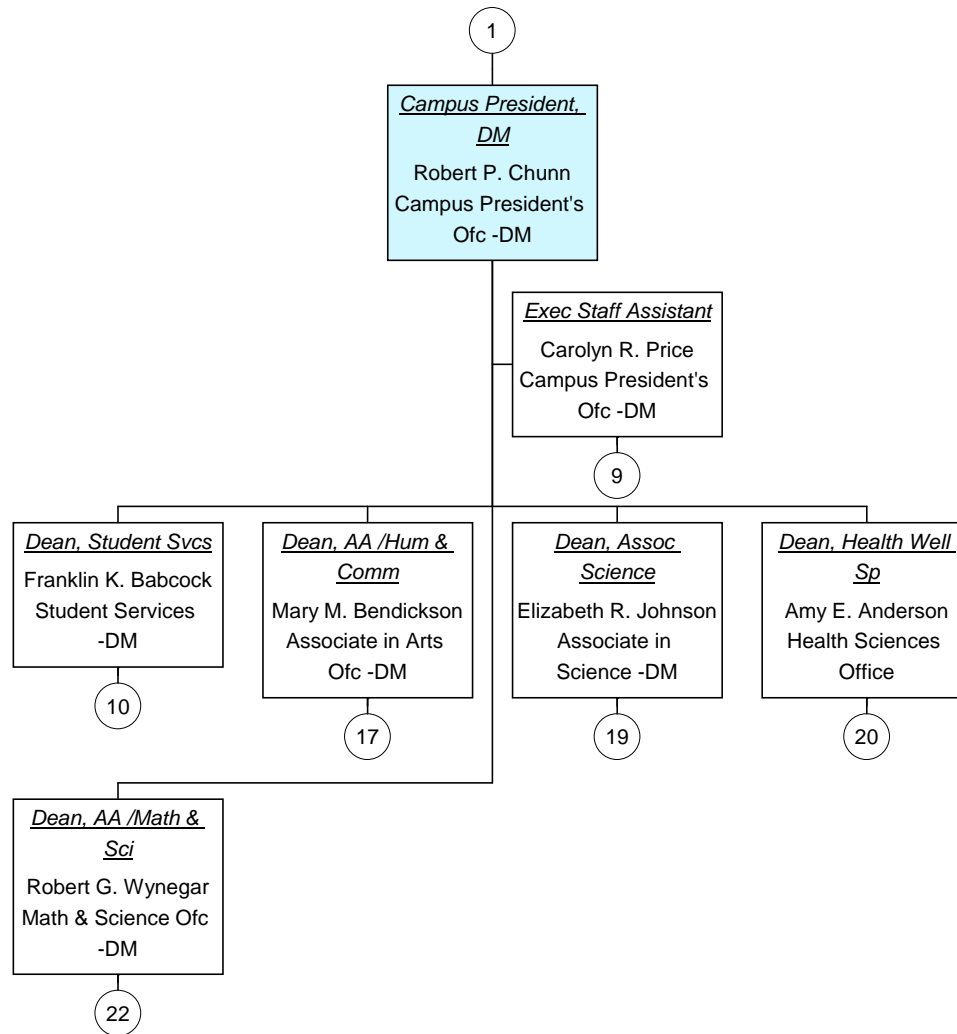 1
Campus President,
DM
Robert P. Chunn
Campus President's
Ofc -DM
Exec Staff Assistant
Carolyn R. Price
Campus President's
Ofc -DM
9
Dean, Student Svcs
Franklin K. Babcock
Student Services
-DM
10
Dean, AA /Hum &
Comm
Mary M. Bendickson
Associate in Arts
Ofc -DM
17
Dean, Assoc
Science
Elizabeth R. Johnson
Associate in
Science -DM
19
Dean, Health Well
Sp
Amy E. Anderson
Health Sciences
Office
20
Dean, AA /Math &
Sci
Robert G. Wynegar
Math & Science Ofc
-DM
22